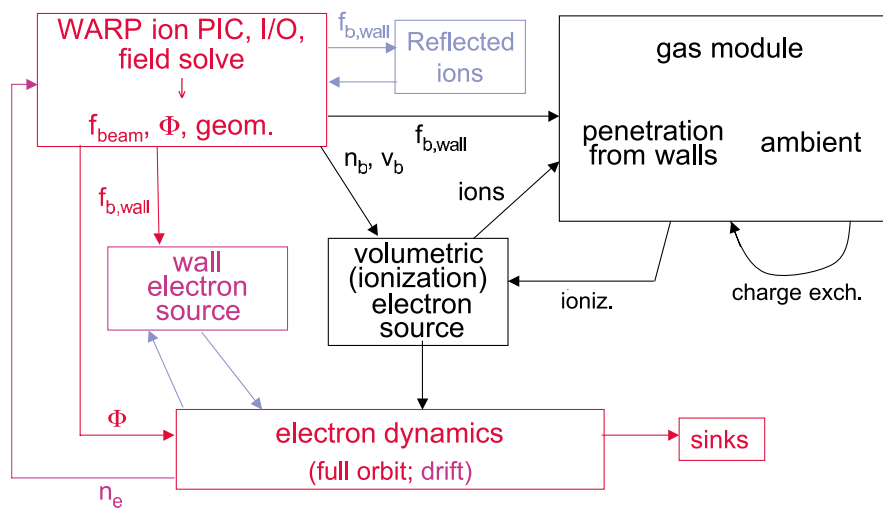 WARP ion PIC, I/O,
field solve
f_beam, Φ, geom.
f_b,wall
Reflected
ions
gas module
penetration
from walls
ambient
f_b,wall
n_b, v_b
ions
f_b,wall
wall
electron
source
volumetric
(ionization)
electron
source
ioniz.
charge exch.
Φ
electron dynamics
(full orbit; drift)
sinks
n_e